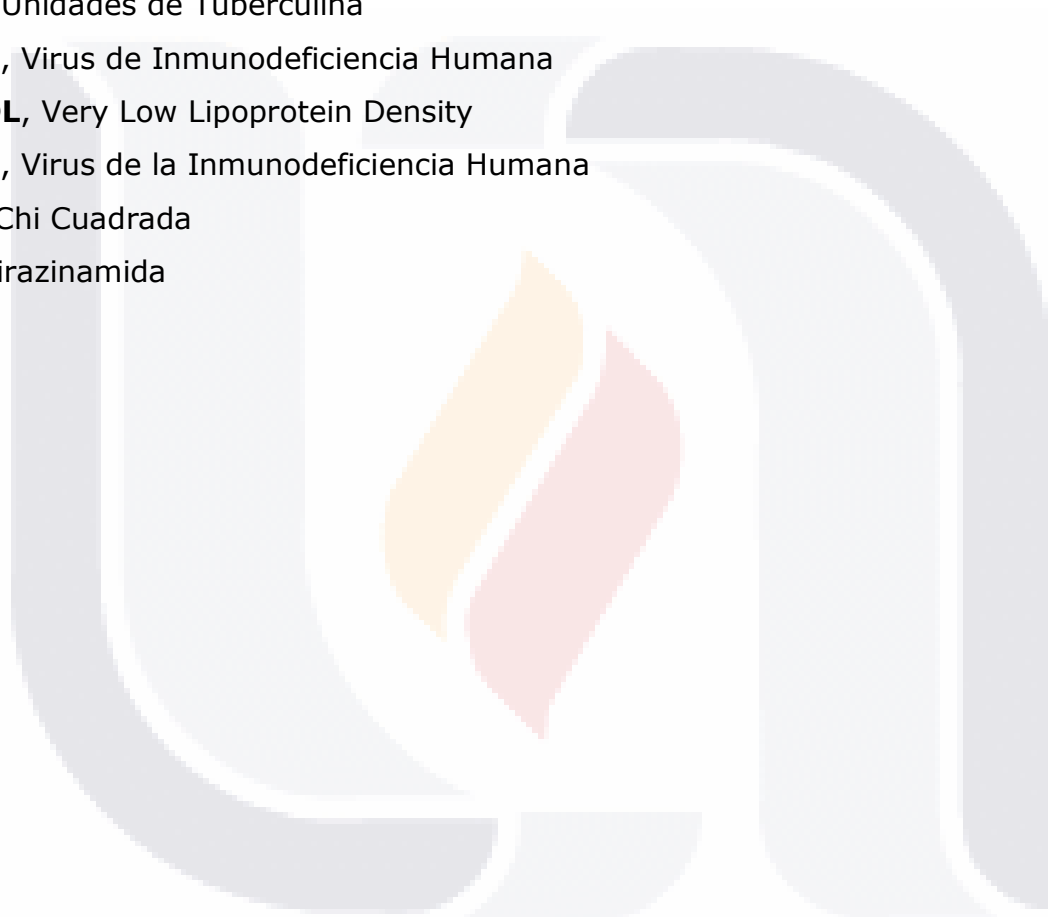 Unidades de Tuberculina
, Virus de Inmunodeficiencia Humana
L, Very Low Lipoprotein Density
, Virus de la Inmunodeficiencia Humana
Chi Cuadrada
irazinamida